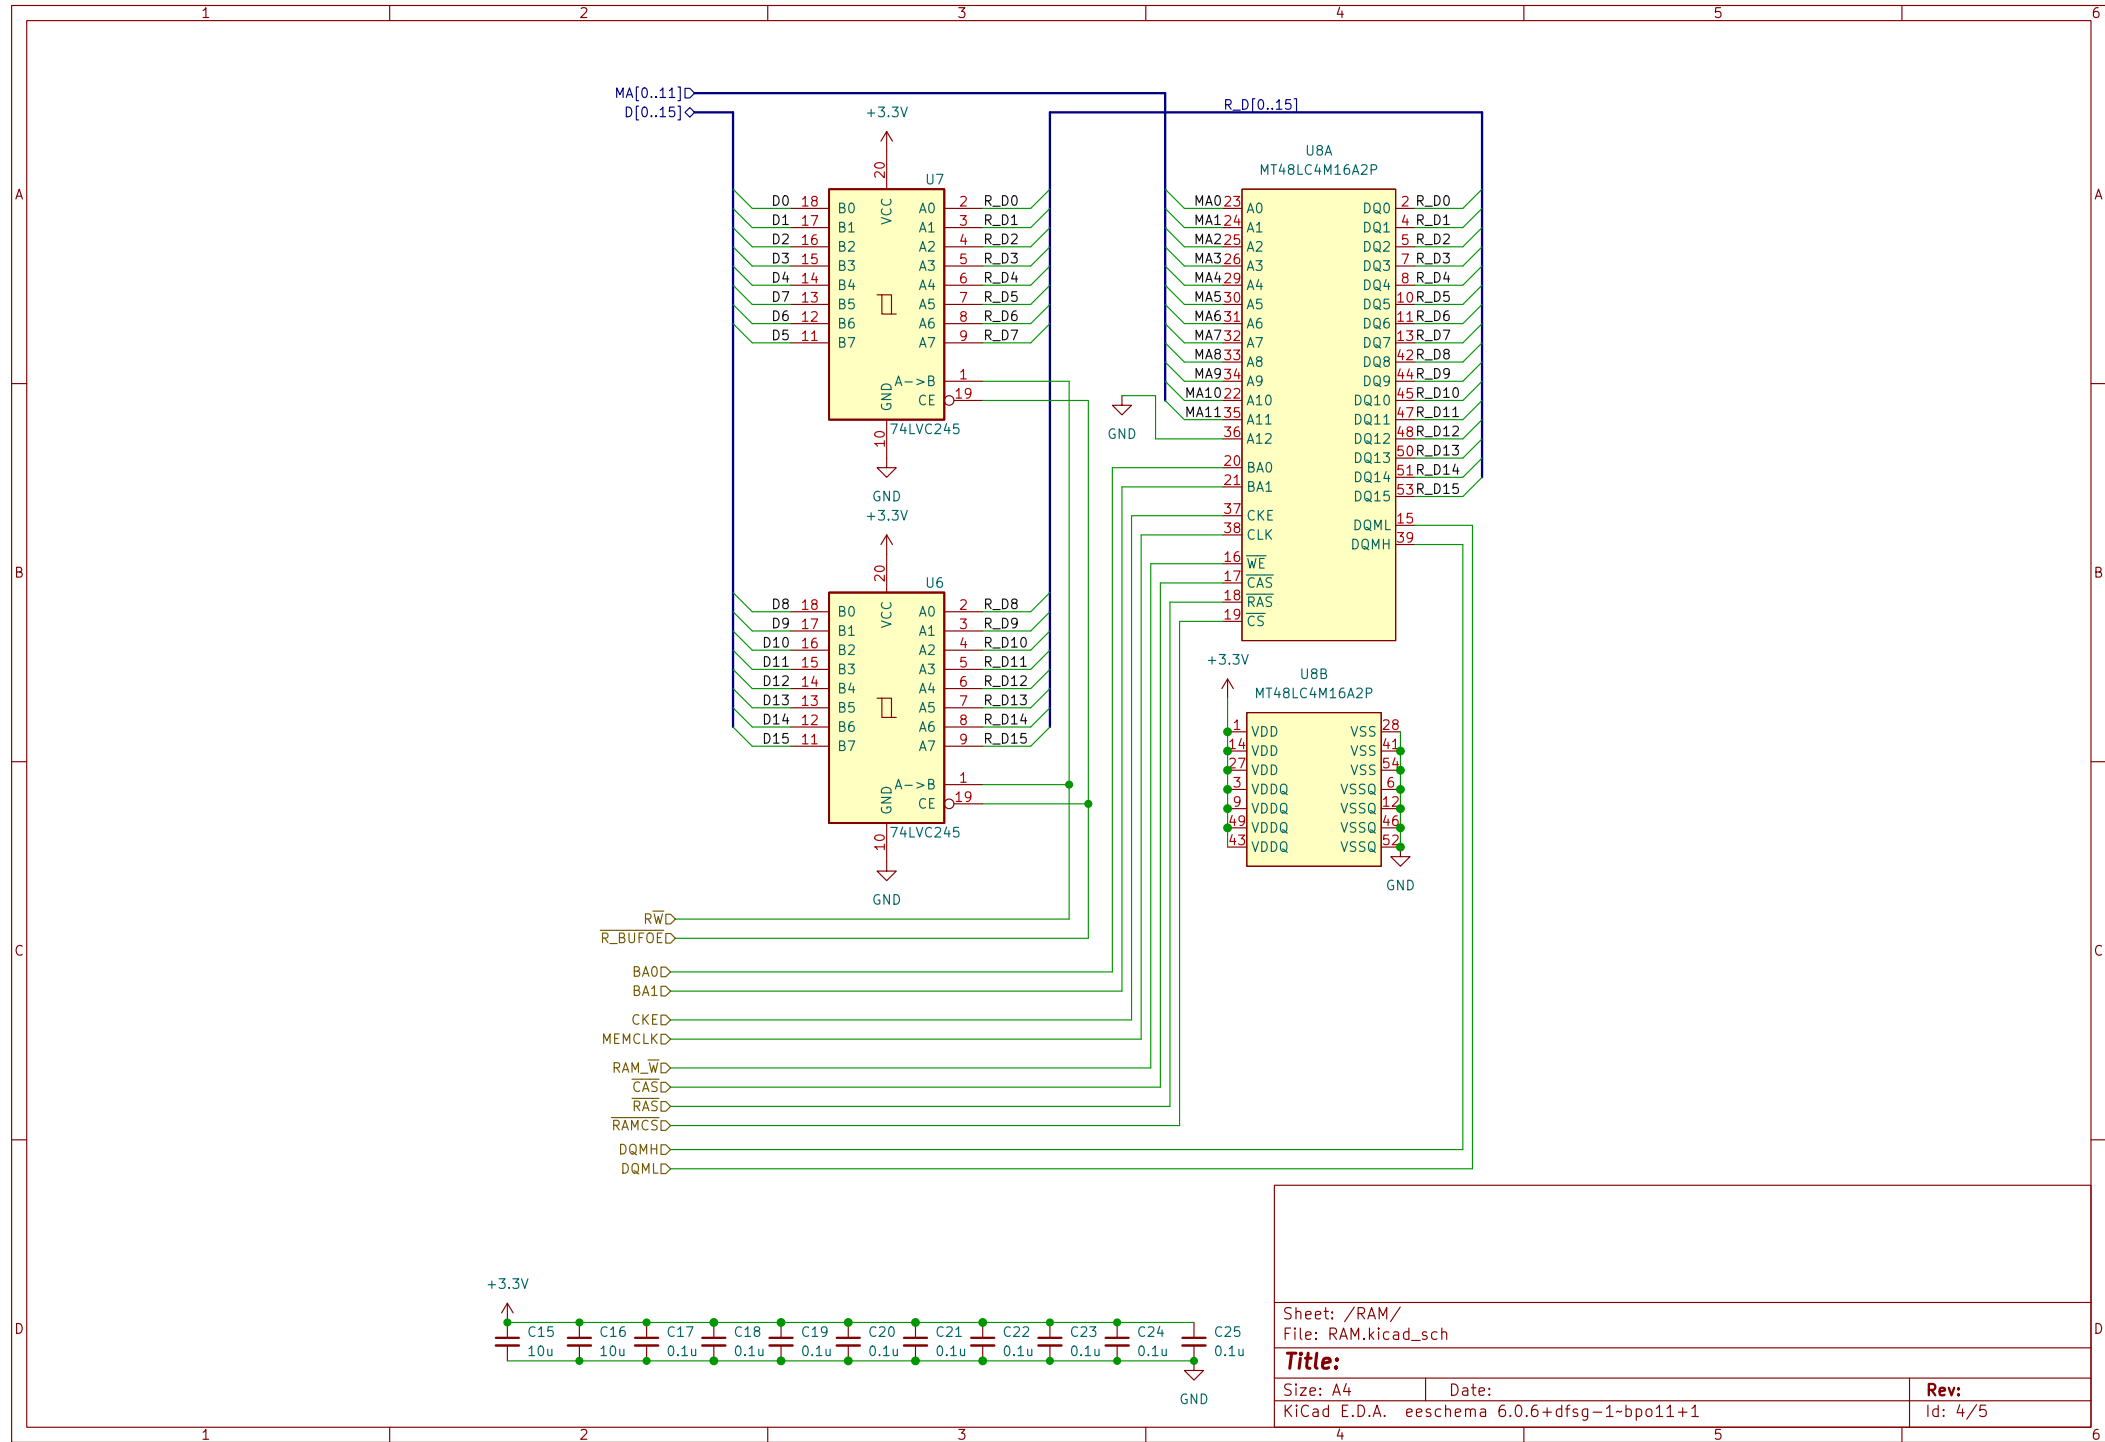 1 2 3 4 5 6
A
B
C
D
A
B
C
D
1 2 3 4 5 6
MA[0..11]
D[0..15]
R_D[0..15]
+3.3V
20
U7
VCC
D0 18 B0 A0 2 R_D0
D1 17 B1 A1 3 R_D1
D2 16 B2 A2 4 R_D2
D3 15 B3 A3 5 R_D3
D4 14 B4 A4 6 R_D4
D7 13 B5 A5 7 R_D5
D6 12 B6 A6 8 R_D6
D5 11 B7 A7 9 R_D7
A->B 1
CE 19
GND
74LVC245
10
GND
+3.3V
20
U6
VCC
D8 18 B0 A0 2 R_D8
D9 17 B1 A1 3 R_D9
D10 16 B2 A2 4 R_D10
D11 15 B3 A3 5 R_D11
D12 14 B4 A4 6 R_D12
D13 13 B5 A5 7 R_D13
D14 12 B6 A6 8 R_D14
D15 11 B7 A7 9 R_D15
A->B 1
CE 19
GND
74LVC245
10
GND
U8A
MT48LC4M16A2P
MA0 23 A0 DQ0 2 R_D0
MA1 24 A1 DQ1 4 R_D1
MA2 25 A2 DQ2 5 R_D2
MA3 26 A3 DQ3 7 R_D3
MA4 29 A4 DQ4 8 R_D4
MA5 30 A5 DQ5 10 R_D5
MA6 31 A6 DQ6 11 R_D6
MA7 32 A7 DQ7 13 R_D7
MA8 33 A8 DQ8 42 R_D8
MA9 34 A9 DQ9 44 R_D9
MA10 22 A10 DQ10 45 R_D10
MA11 35 A11 DQ11 47 R_D11
GND
36 A12 DQ12 48 R_D12
DQ13 50 R_D13
20 BA0 DQ14 51 R_D14
21 BA1 DQ15 53 R_D15
37 CKE DQML 15
38 CLK DQMH 39
16 WE
17 CAS
18 RAS
19 CS
+3.3V
U8B
MT48LC4M16A2P
1 VDD VSS 28
14 VDD VSS 41
27 VDD VSS 54
3 VDDQ VSSQ 6
9 VDDQ VSSQ 12
49 VDDQ VSSQ 46
43 VDDQ VSSQ 52
GND
RW
R_BUFOE
BA0
BA1
CKE
MEMCLK
RAM_W
CAS
RAS
RAMCS
DQMH
DQML
+3.3V
C15 C16 C17 C18 C19 C20 C21 C22 C23 C24 C25
10u 10u 0.1u 0.1u 0.1u 0.1u 0.1u 0.1u 0.1u 0.1u 0.1u
GND
Sheet: /RAM/
File: RAM.kicad_sch
Title:
Size: A4 Date: Rev:
KiCad E.D.A. eeschema 6.0.6+dfsg-1~bpo11+1 Id: 4/5